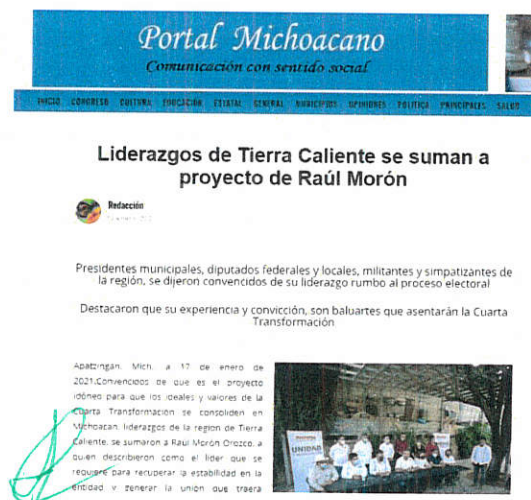 Portal Michoacano
Comunicación con sentido social
INICIO CONGRESO CULTURA EDUCACIÓN ESTATAL GENERAL MUNICIPIOS OPINIONES POLITICA PRINCIPALES SALUD
Liderazgos de Tierra Caliente se suman a
proyecto de Raúl Morón
Redacción
Presidentes municipales, diputados federales y locales, militantes y simpatizantes de
la región, se dijeron convencidos de su liderazgo rumbo al proceso electoral
Destacaron que su experiencia y convicción, son baluartes que asentarán la Cuarta
Transformación
Apatzingán, Mich. a 17 de enero de
2021.Convencidos de que es el proyecto
idóneo para que los ideales y valores de la
Cuarta Transformación se consoliden en
Michoacan, liderazgos de la region de Tierra
Caliente, se sumaron a Raúl Morón Orozco, a
quien describieron como el líder que se
requiere para recuperar la estabilidad en la
entidad y generar la unión que traera
UNIDAD